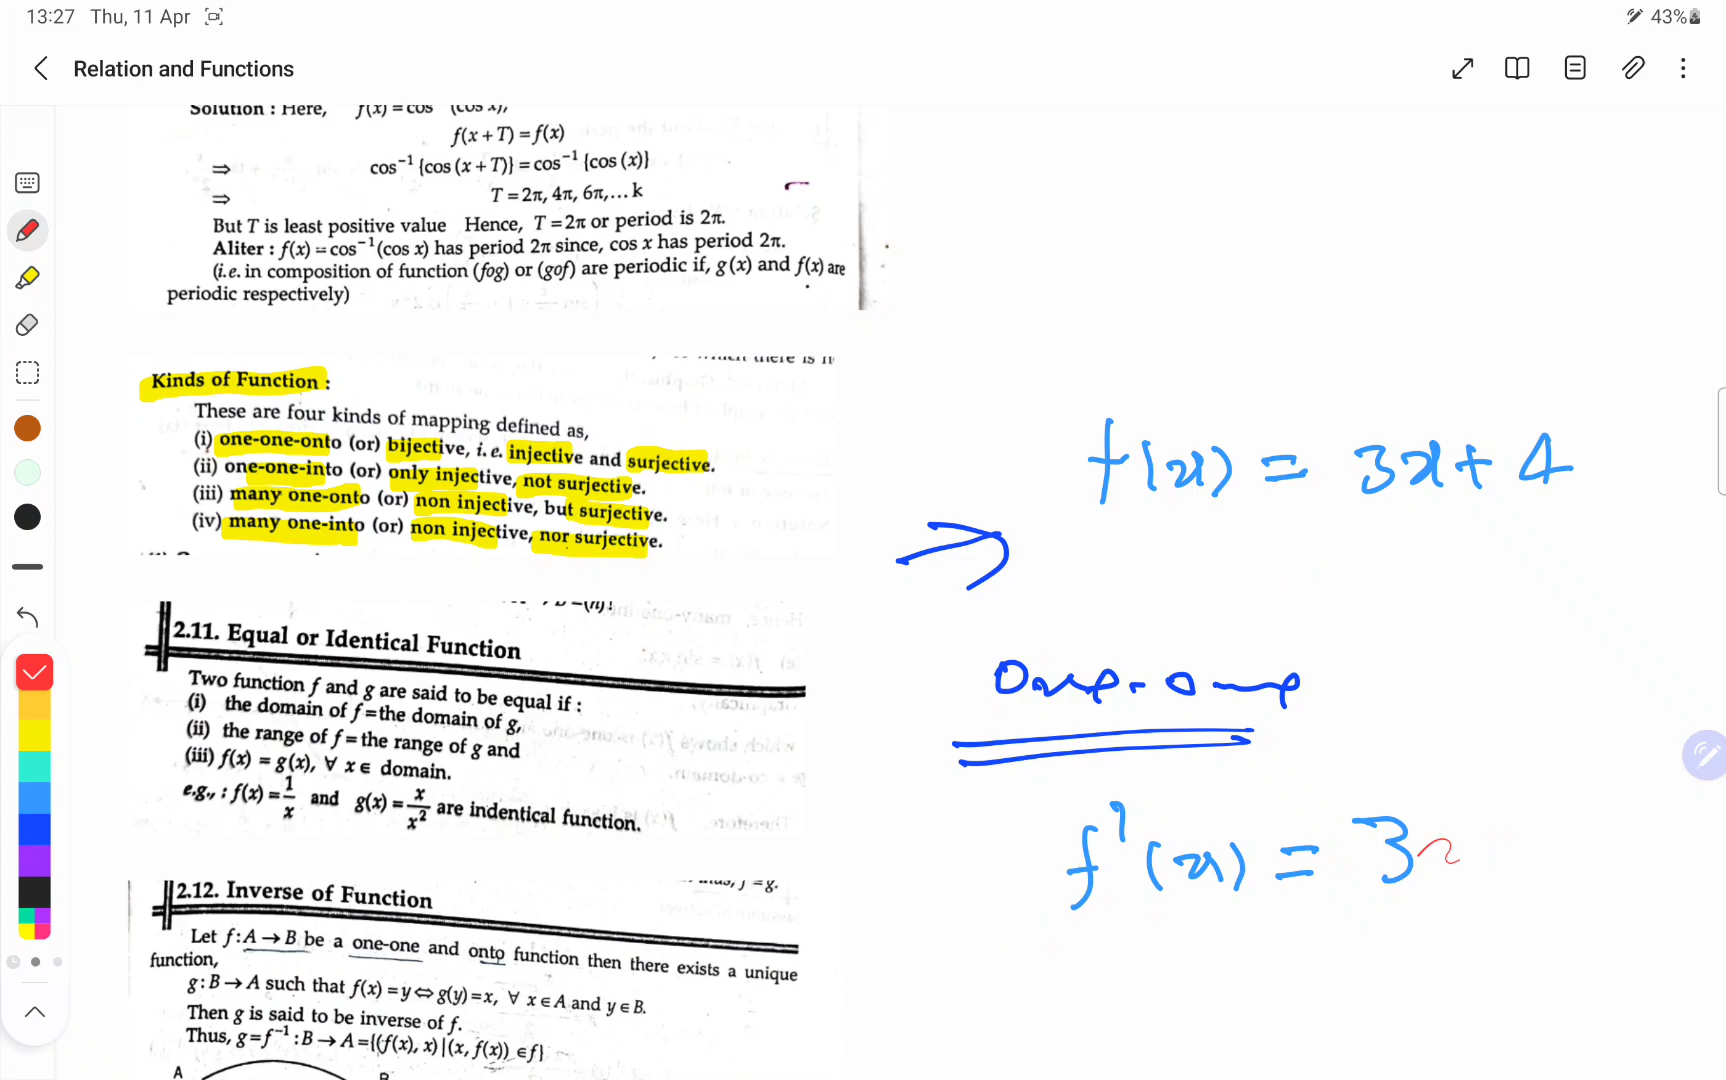 13:27 Thu, 11 Apr
43%
Relation and Functions
Solution : Here, f(x) = cos (cos x),
f(x + T) = f(x)
⇒ cos⁻¹ {cos (x + T)} = cos⁻¹ {cos (x)}
⇒ T = 2π, 4π, 6π,... k
But T is least positive value Hence, T = 2π or period is 2π.
Aliter : f(x) = cos⁻¹ (cos x) has period 2π since, cos x has period 2π.
(i.e. in composition of function (fog) or (gof) are periodic if, g(x) and f(x) are
periodic respectively)
Kinds of Function :
These are four kinds of mapping defined as,
(i) one-one-onto (or) bijective, i.e. injective and surjective.
(ii) one-one-into (or) only injective, not surjective.
(iii) many one-onto (or) non injective, but surjective.
(iv) many one-into (or) non injective, nor surjective.
2.11. Equal or Identical Function
Two function f and g are said to be equal if :
(i) the domain of f = the domain of g,
(ii) the range of f = the range of g and
(iii) f(x) = g(x), ∀ x ∈ domain.
e.g., : f(x) = 1/x and g(x) = x/x² are indentical function.
2.12. Inverse of Function
Let f : A → B be a one-one and onto function then there exists a unique
function,
g : B → A such that f(x) = y ⇔ g(y) = x, ∀ x ∈ A and y ∈ B.
Then g is said to be inverse of f.
Thus, g = f⁻¹ : B → A = {(f(x), x) | (x, f(x)) ∈ f}
A B
f(x) = 3x + 4
One-one
f'(x) = 3